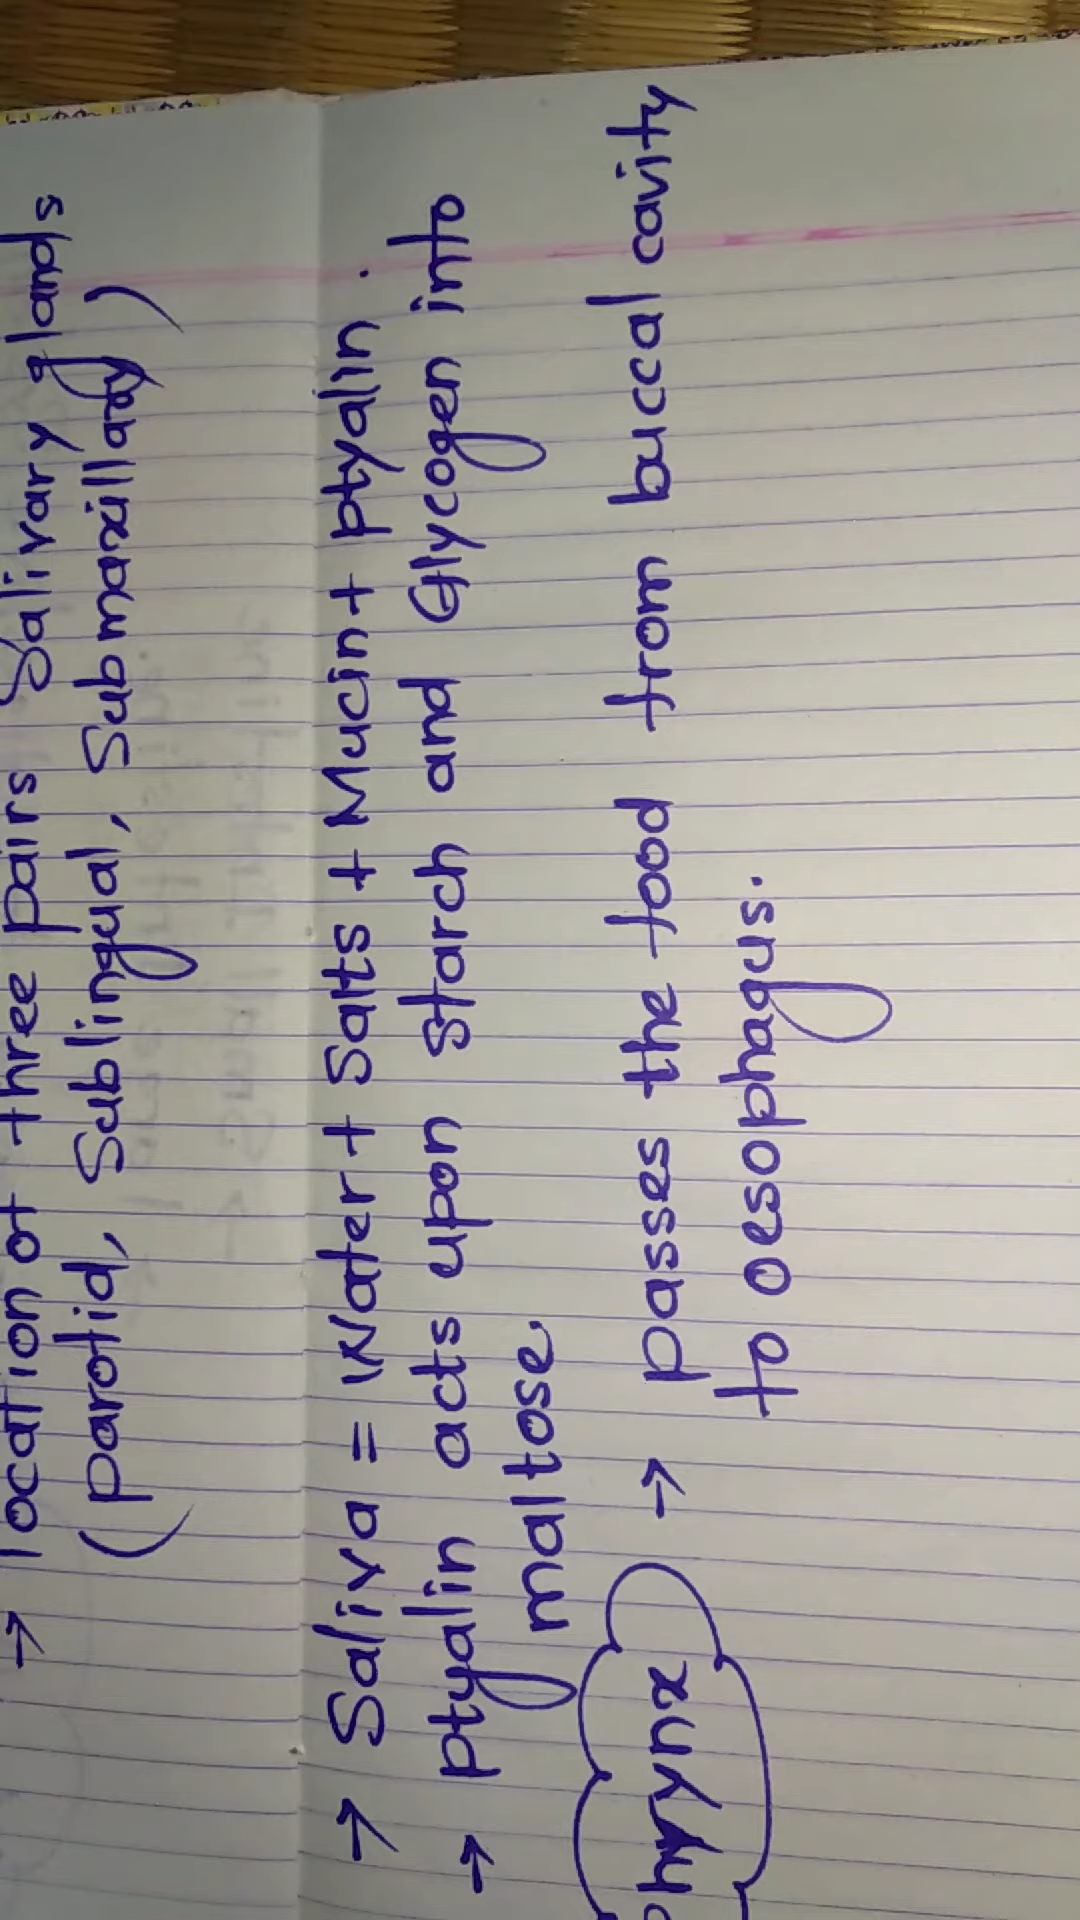 → location of three pairs Salivary glands
(parotid, Sublingual, Submaxillary)
→ Saliva = Water + Salts + Mucin + ptyalin.
→ ptyalin acts upon starch and Glycogen into
maltose.
phyynx → passes the food from buccal cavity
to oesophagus.